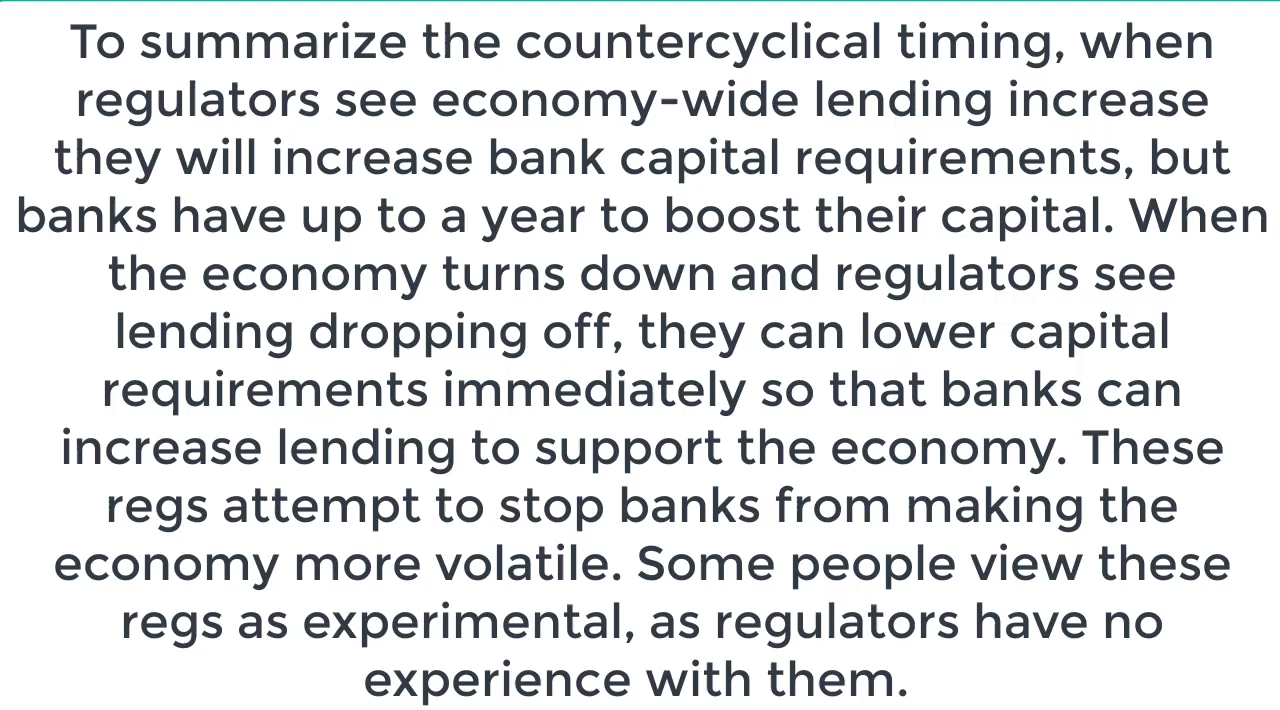 To summarize the countercyclical timing, when
regulators see economy-wide lending increase
they will increase bank capital requirements, but
banks have up to a year to boost their capital. When
the economy turns down and regulators see
lending dropping off, they can lower capital
requirements immediately so that banks can
increase lending to support the economy. These
regs attempt to stop banks from making the
economy more volatile. Some people view these
regs as experimental, as regulators have no
experience with them.